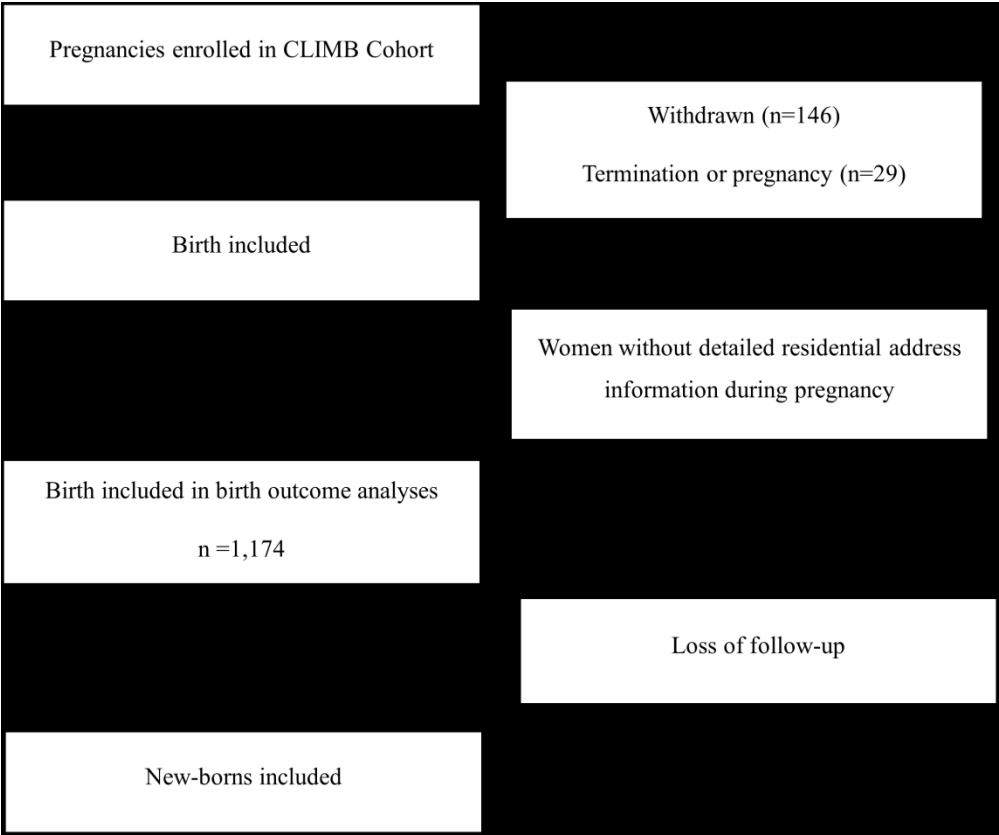 Pregnancies enrolled in CLIMB Cohort
Withdrawn (n=146)
Termination or pregnancy (n=29)
Birth included
Women without detailed residential address
information during pregnancy
Birth included in birth outcome analyses
n =1,174
Loss of follow-up
New-borns included